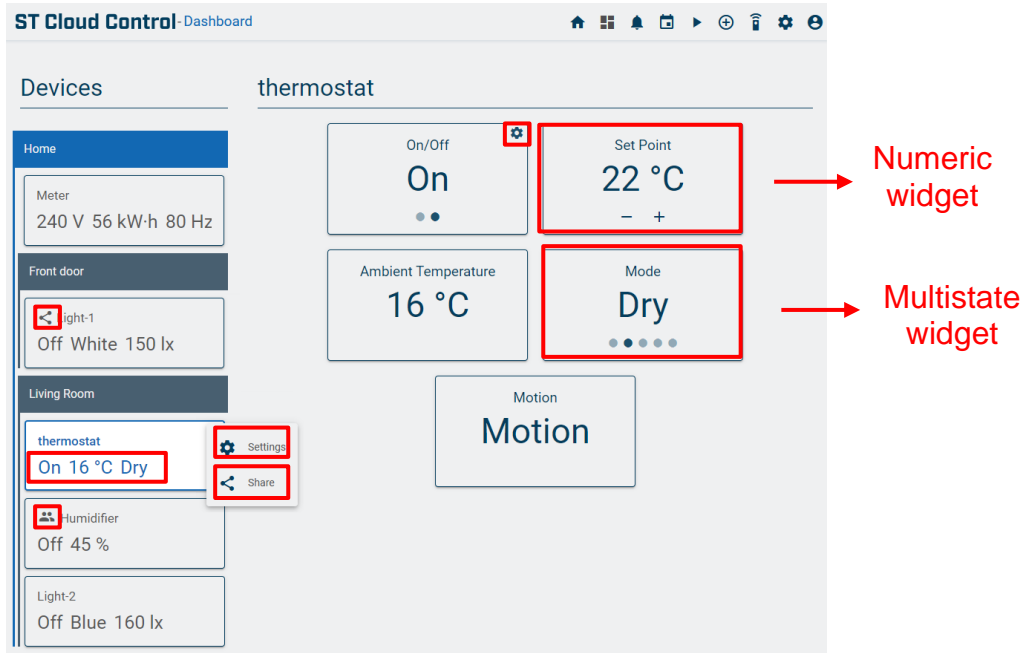 ST Cloud Control - Dashboard
Devices
Home
Meter
240 V 56 kW·h 80 Hz
Front door
Light-1
Off White 150 lx
Living Room
thermostat
On 16 °C Dry
Settings
Share
Humidifier
Off 45 %
Light-2
Off Blue 160 lx
thermostat
On/Off
On
Set Point
22 °C
− +
Ambient Temperature
16 °C
Mode
Dry
Motion
Motion
Numeric
widget
Multistate
widget